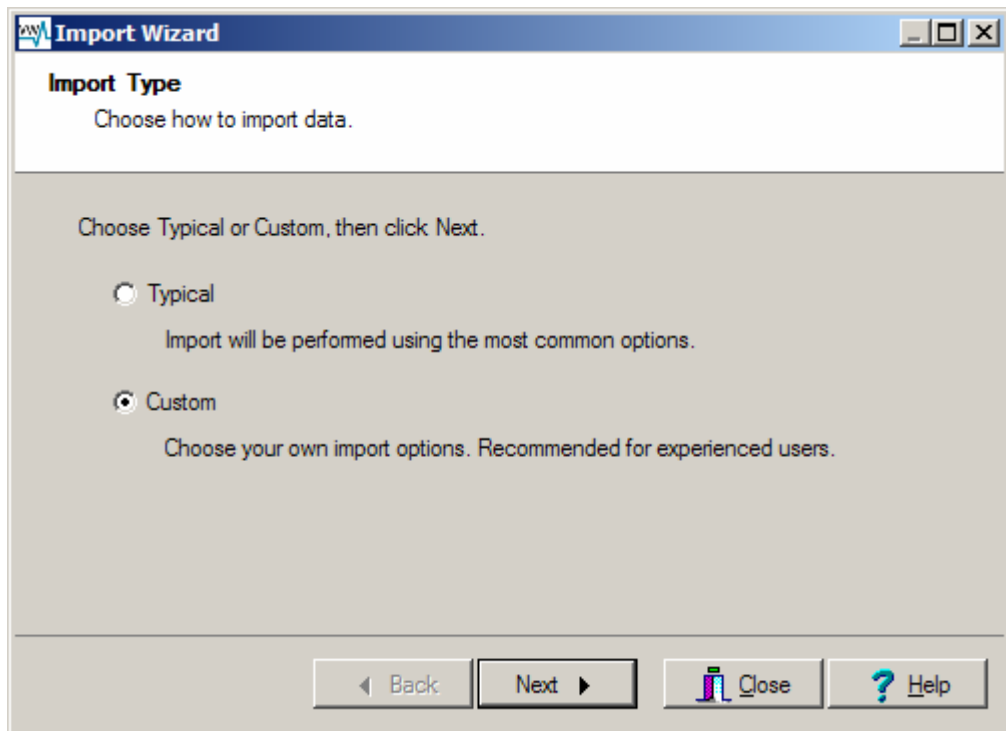 Import Wizard
Import Type
Choose how to import data.
Choose Typical or Custom, then click Next.
Typical
Import will be performed using the most common options.
Custom
Choose your own import options. Recommended for experienced users.
Back Next Close Help